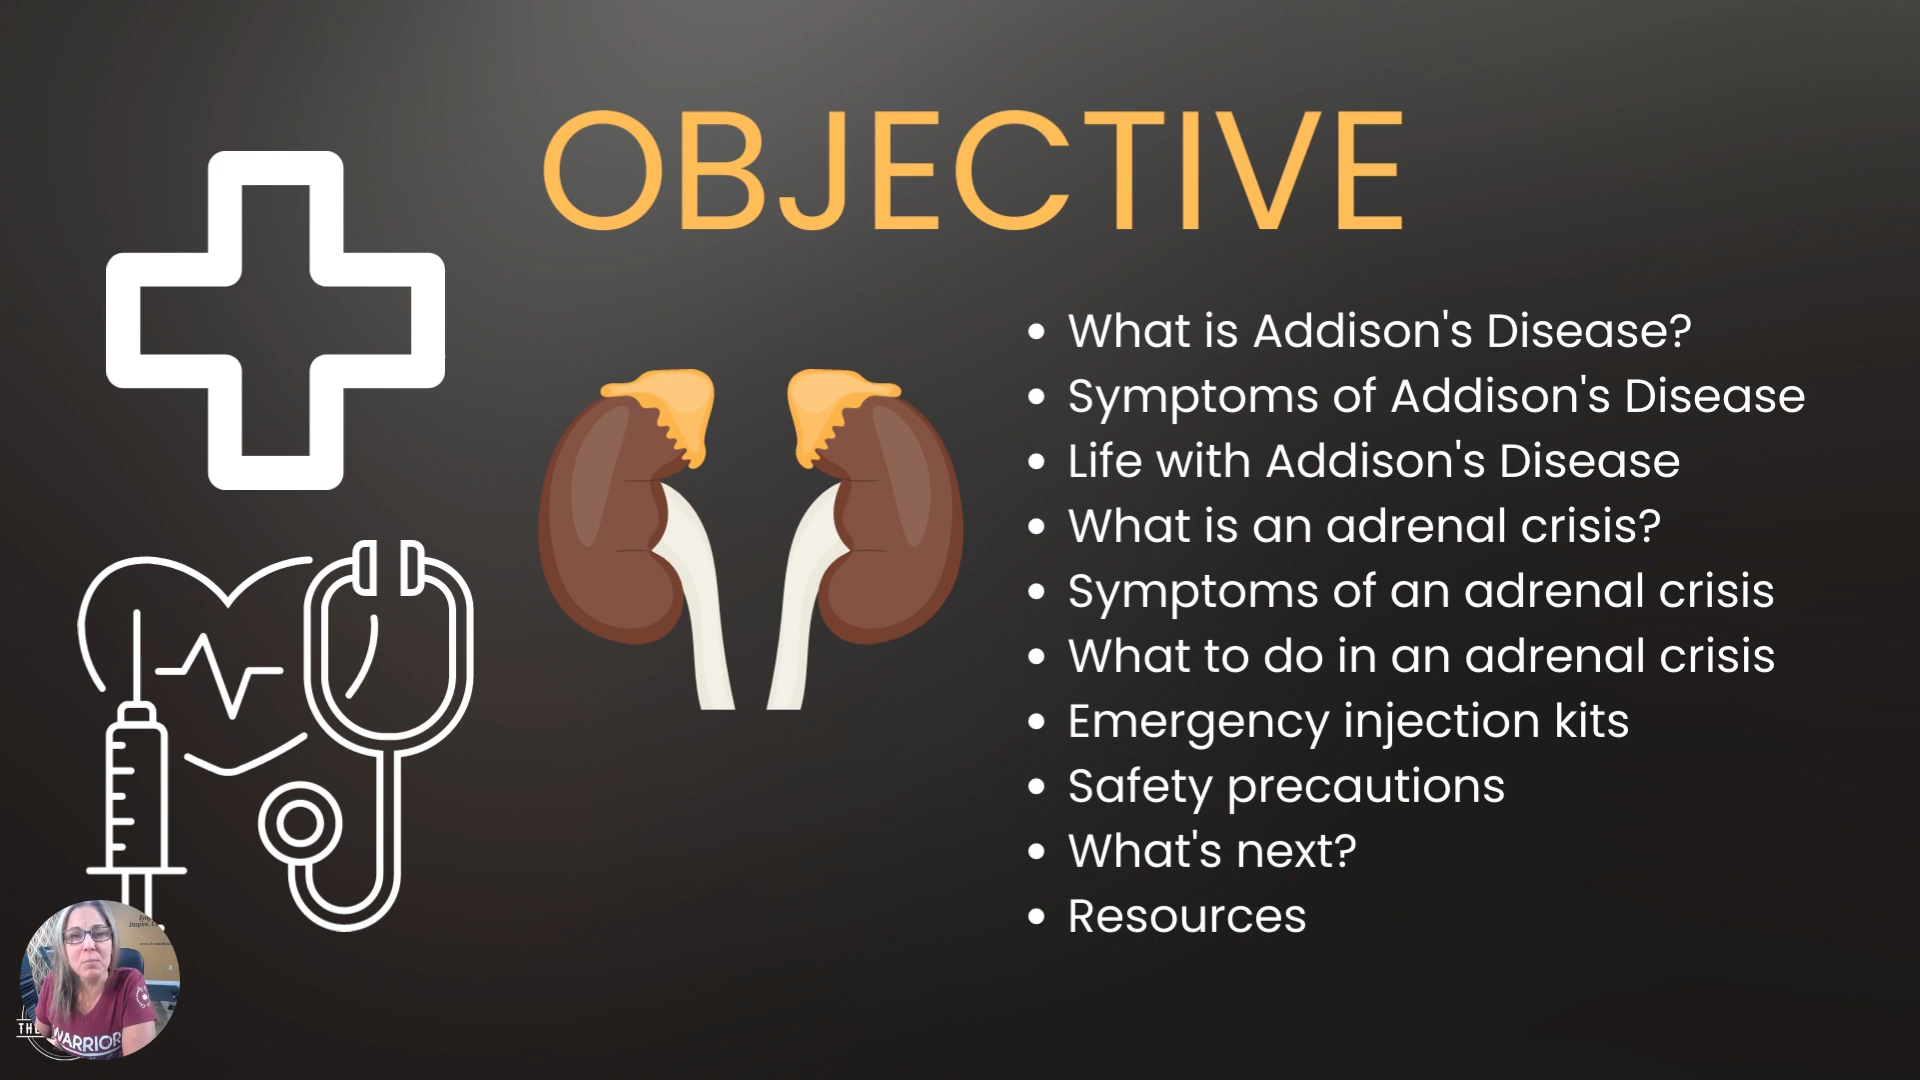 OBJECTIVE
What is Addison's Disease?
Symptoms of Addison's Disease
Life with Addison's Disease
What is an adrenal crisis?
Symptoms of an adrenal crisis
What to do in an adrenal crisis
Emergency injection kits
Safety precautions
What's next?
Resources
THE
WARRIOR